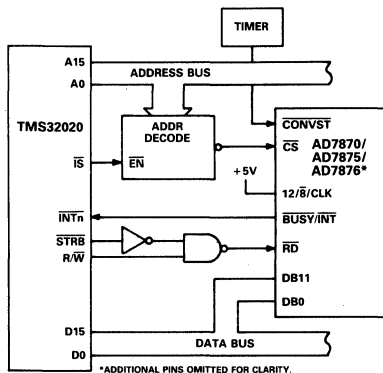 TIMER
A15
ADDRESS BUS
A0
TMS32020
ADDR
DECODE
CONVST
AD7870/
AD7875/
AD7876*
CS
IS
EN
+5V
12/8/CLK
INTn
BUSY/INT
STRB
R/W
RD
DB11
DB0
D15
DATA BUS
D0
*ADDITIONAL PINS OMITTED FOR CLARITY.